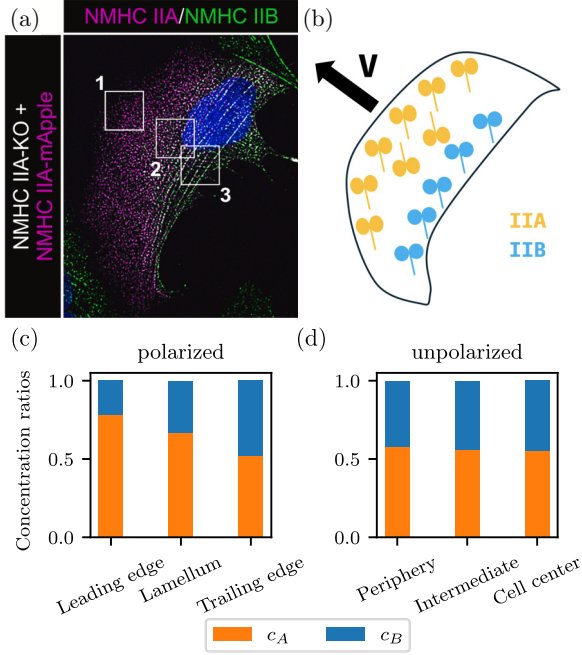 (a)
NMHC IIA/NMHC IIB
NMHC IIA-KO +
NMHC IIA-mApple
1
2
3
(b)
V
IIA
IIB
(c)
polarized
Concentration ratios
1.0
0.5
0.0
Leading edge
Lamellum
Trailing edge
(d)
unpolarized
1.0
0.5
0.0
Periphery
Intermediate
Cell center
c_A
c_B